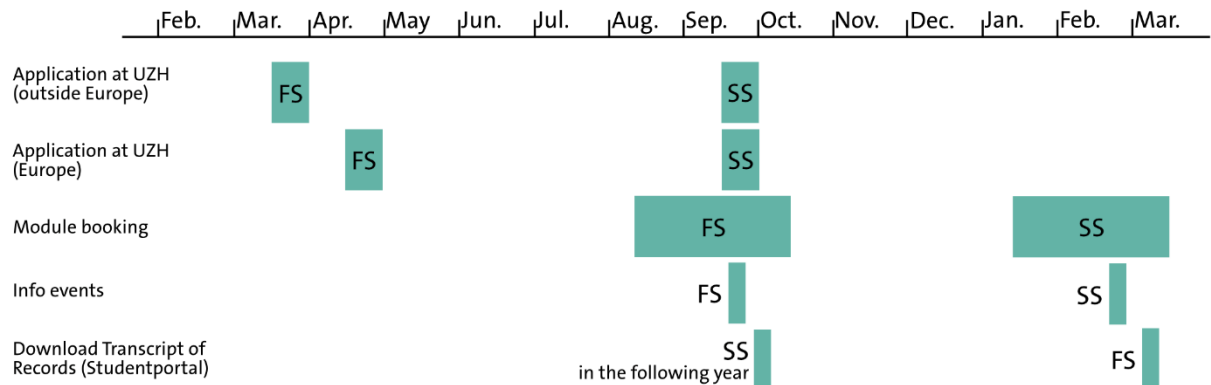 Feb. Mar. Apr. May Jun. Jul. Aug. Sep. Oct. Nov. Dec. Jan. Feb. Mar.
Application at UZH
(outside Europe)
FS SS
Application at UZH
(Europe)
FS SS
Module booking FS SS
Info events FS SS
Download Transcript of
Records (Studentportal)
SS
in the following year
FS